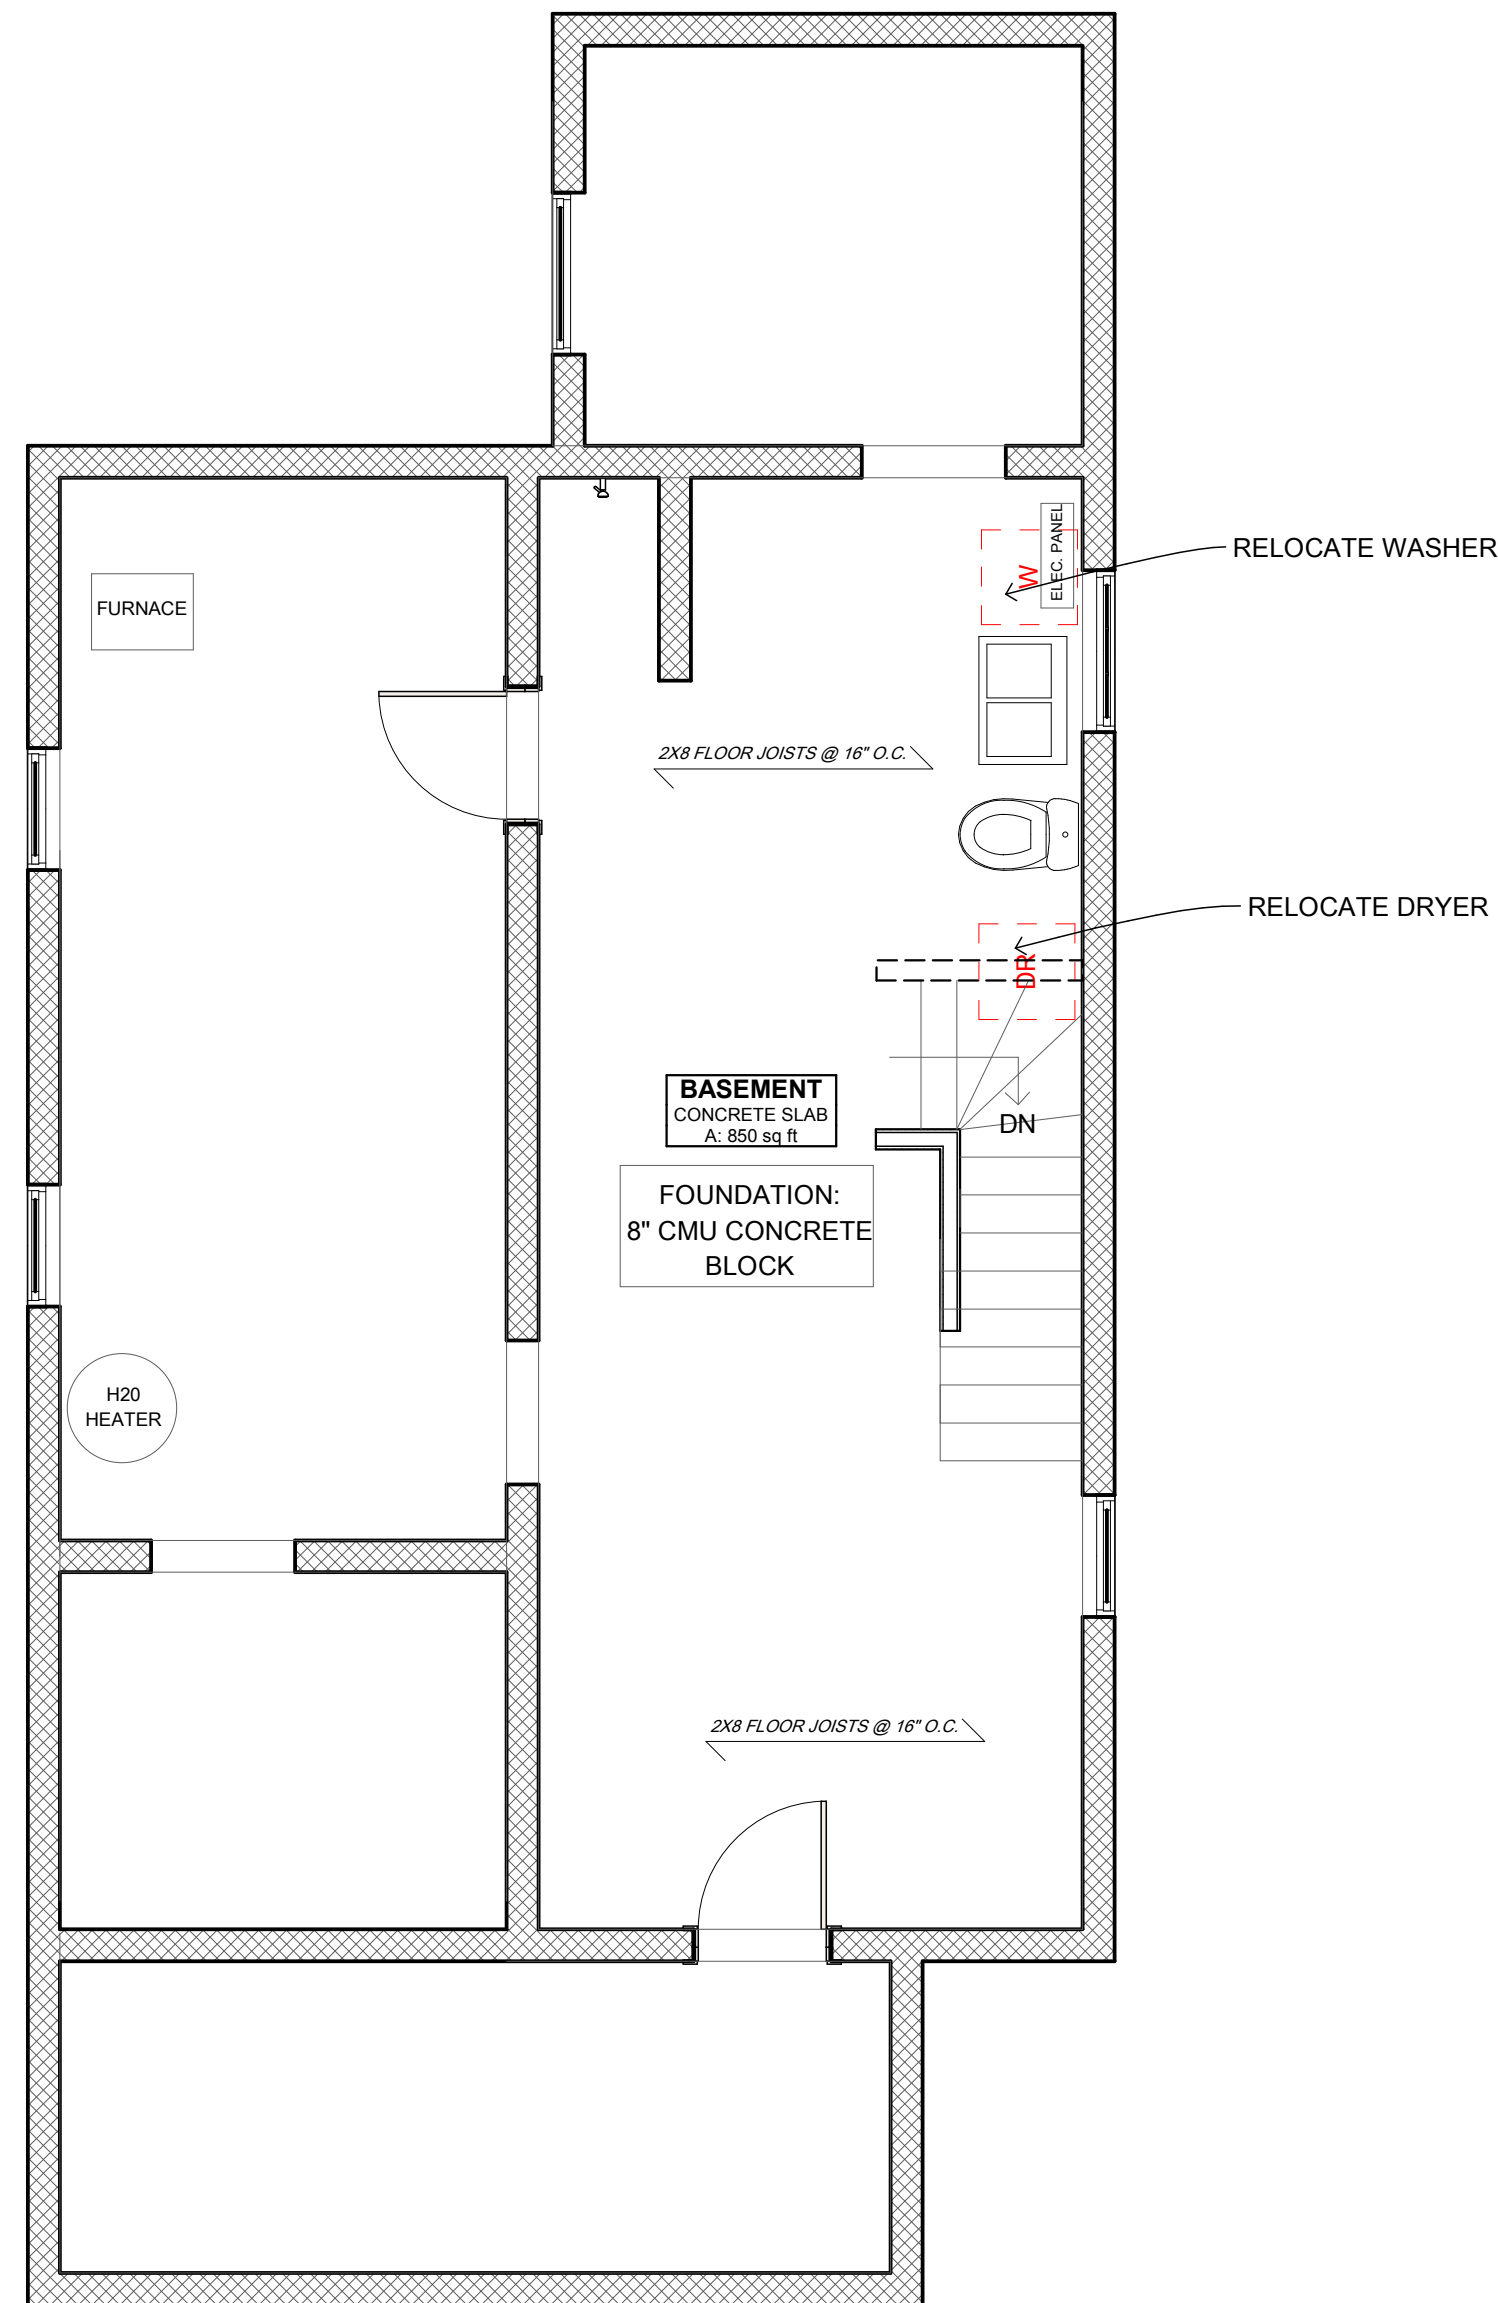 RELOCATE WASHER
ELEC. PANEL
W
FURNACE
2X8 FLOOR JOISTS @ 16" O.C.
RELOCATE DRYER
DR
BASEMENT
CONCRETE SLAB
A: 850 sq ft
DN
FOUNDATION:
8" CMU CONCRETE
BLOCK
H20
HEATER
2X8 FLOOR JOISTS @ 16" O.C.